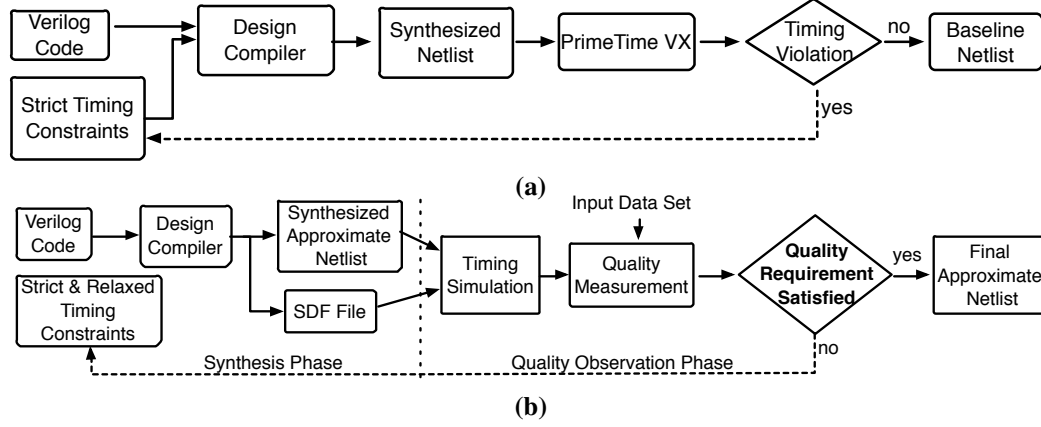 Verilog
Code
Strict Timing
Constraints
Design
Compiler
Synthesized
Netlist
PrimeTime VX
Timing
Violation
no
yes
Baseline
Netlist
(a)
Verilog
Code
Strict & Relaxed
Timing
Constraints
Design
Compiler
Synthesized
Approximate
Netlist
SDF File
Synthesis Phase
Timing
Simulation
Input Data Set
Quality
Measurement
Quality Observation Phase
Quality
Requirement
Satisfied
yes
no
Final
Approximate
Netlist
(b)